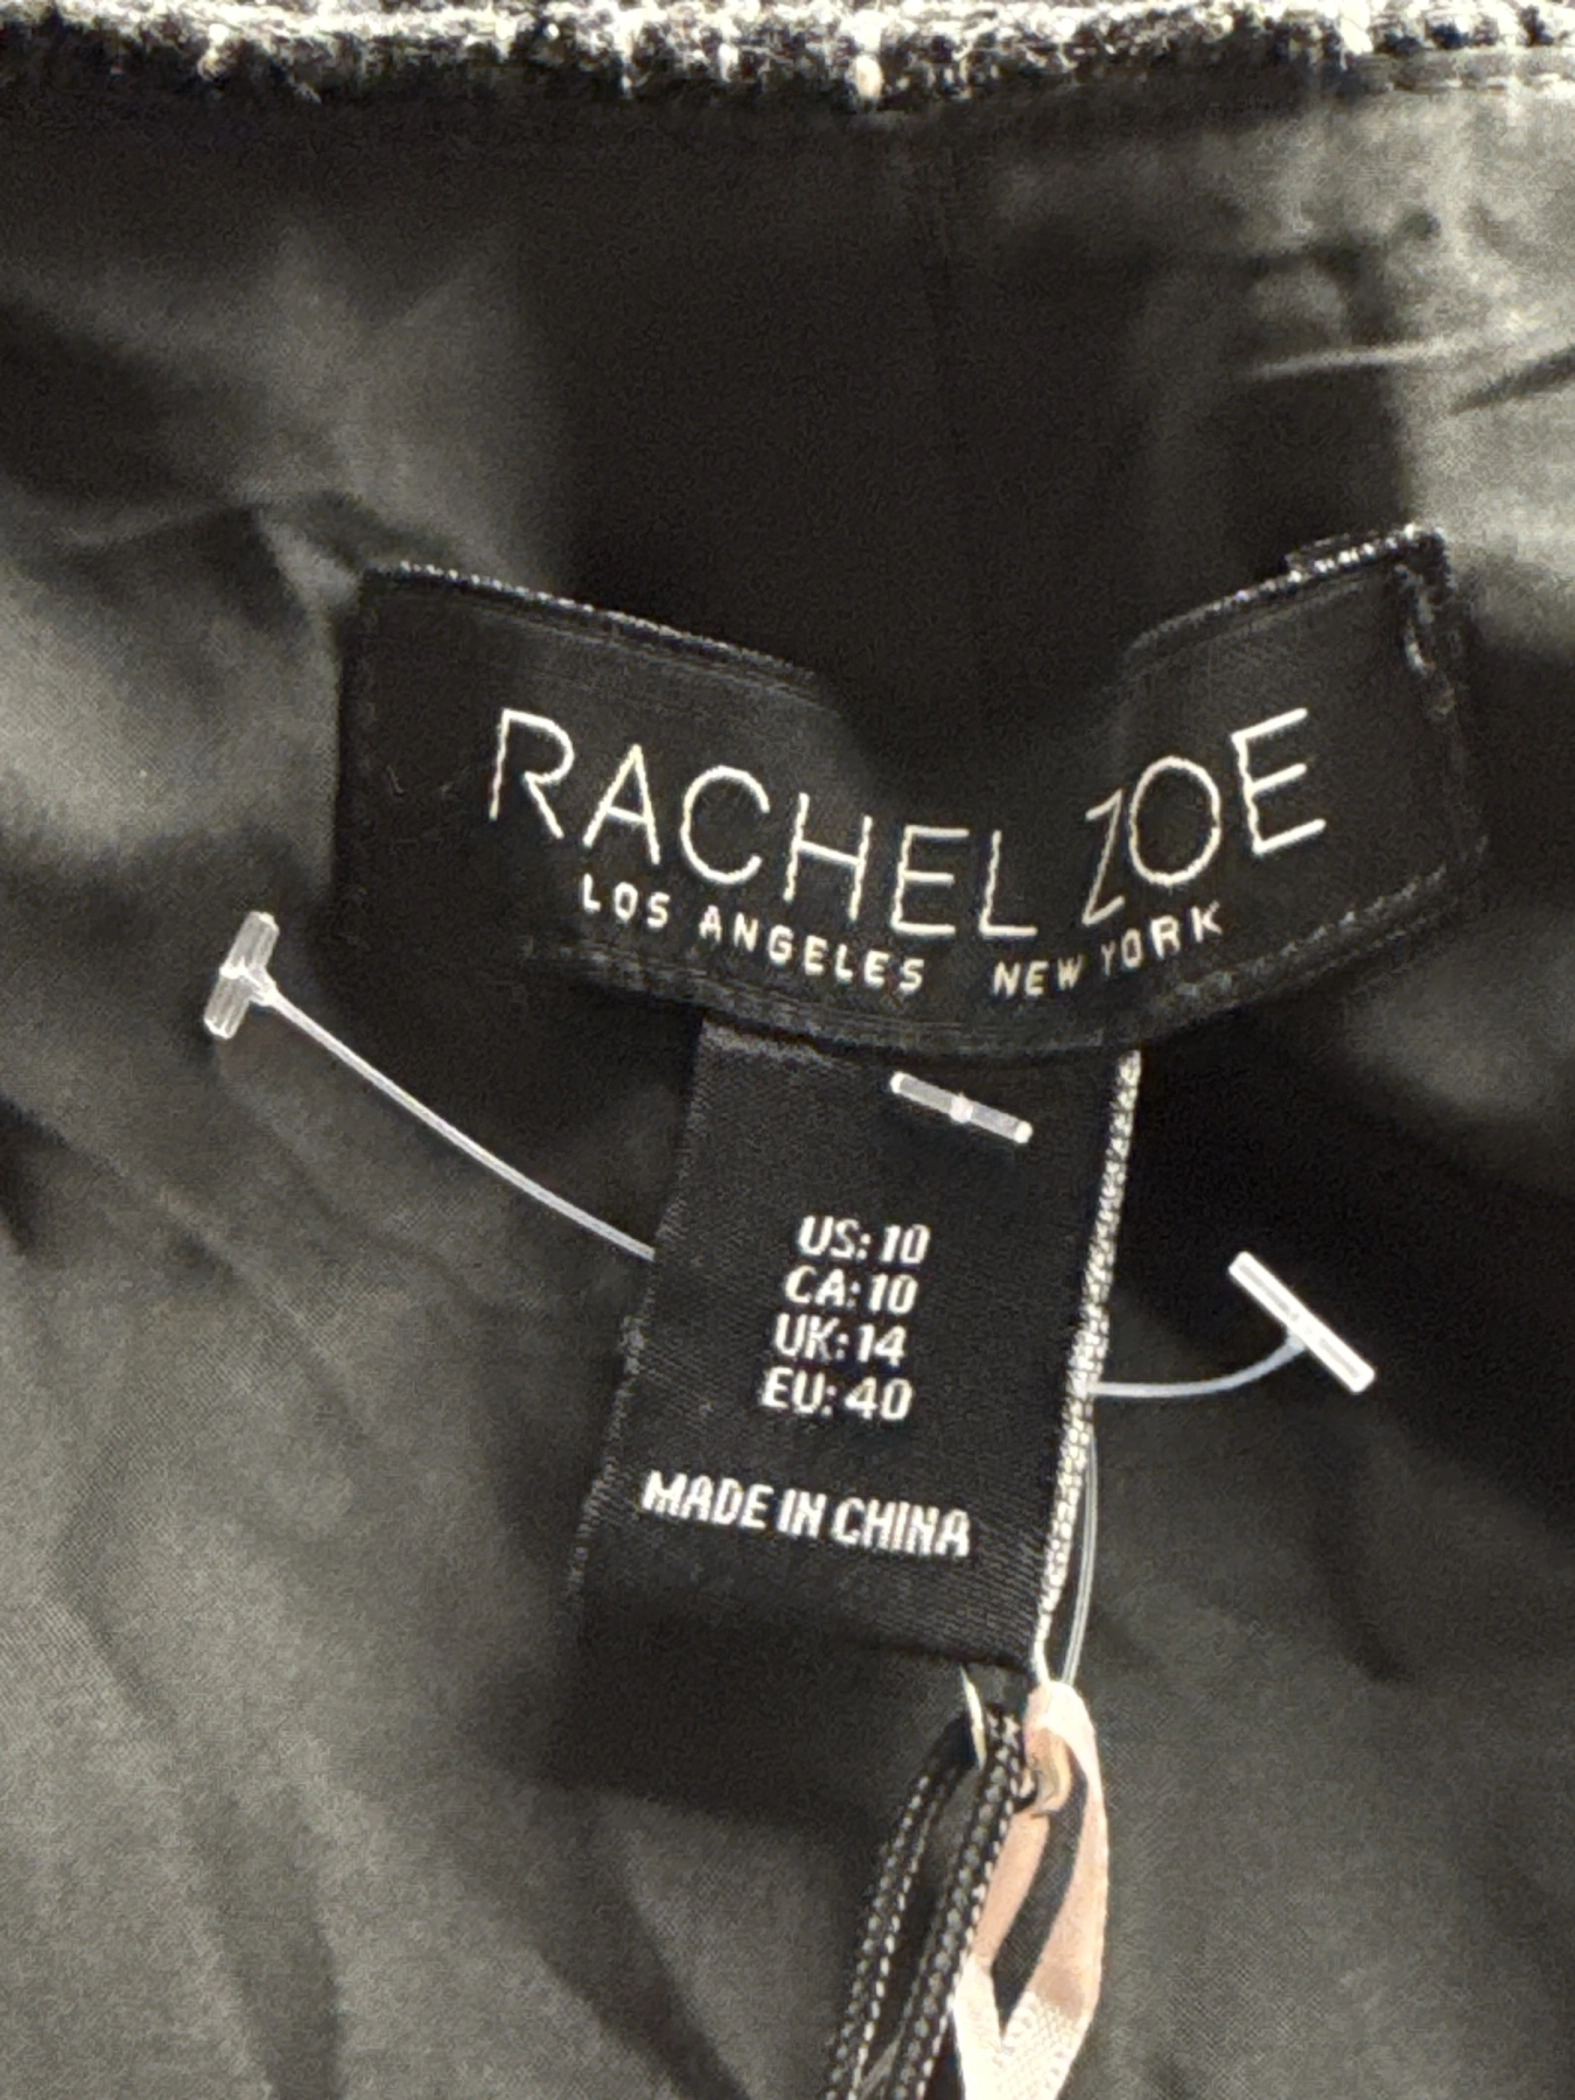 RACHEL ZOE
LOS ANGELES NEW YORK
US: 10
CA: 10
UK: 14
EU: 40
MADE IN CHINA